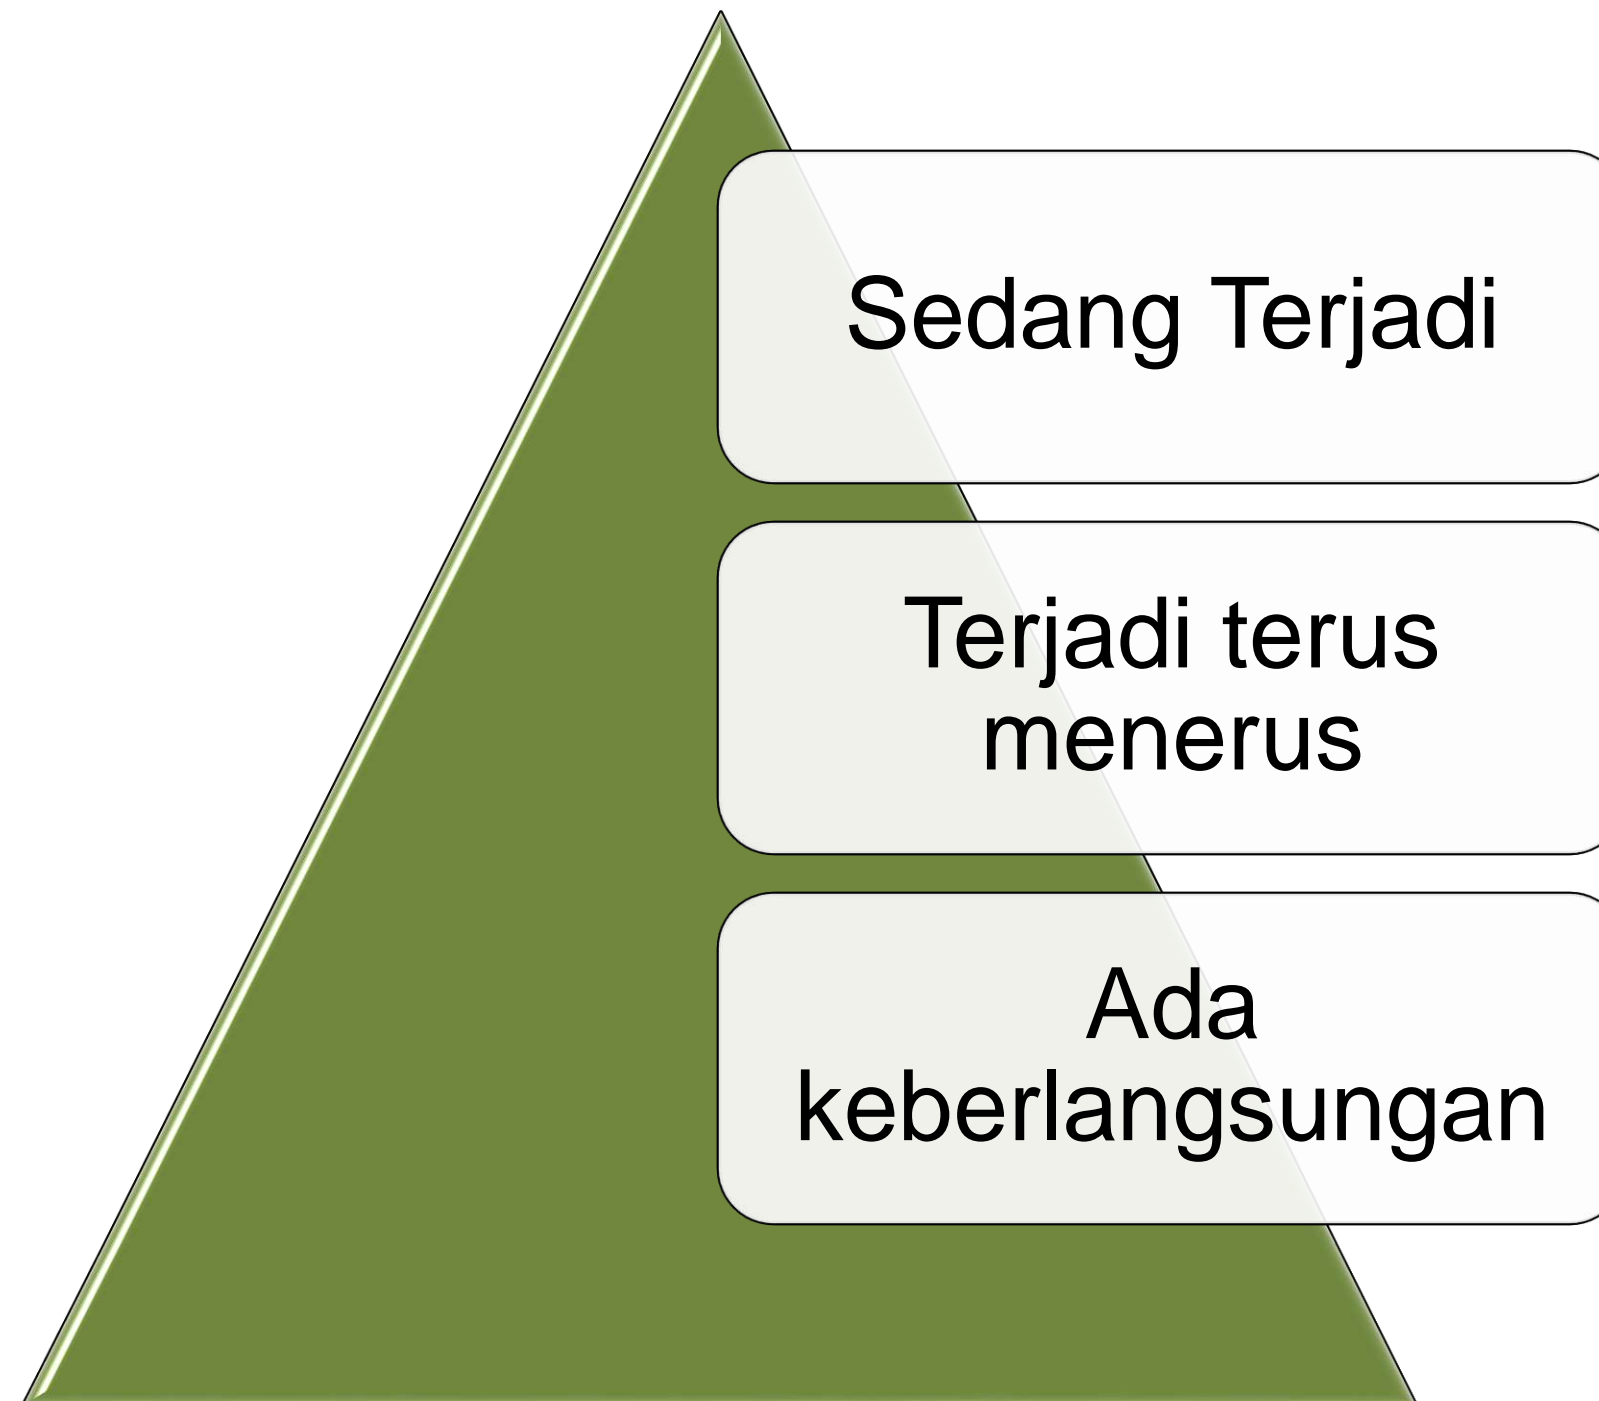 Sedang Terjadi
Terjadi terus
menerus
Ada
keberlangsungan